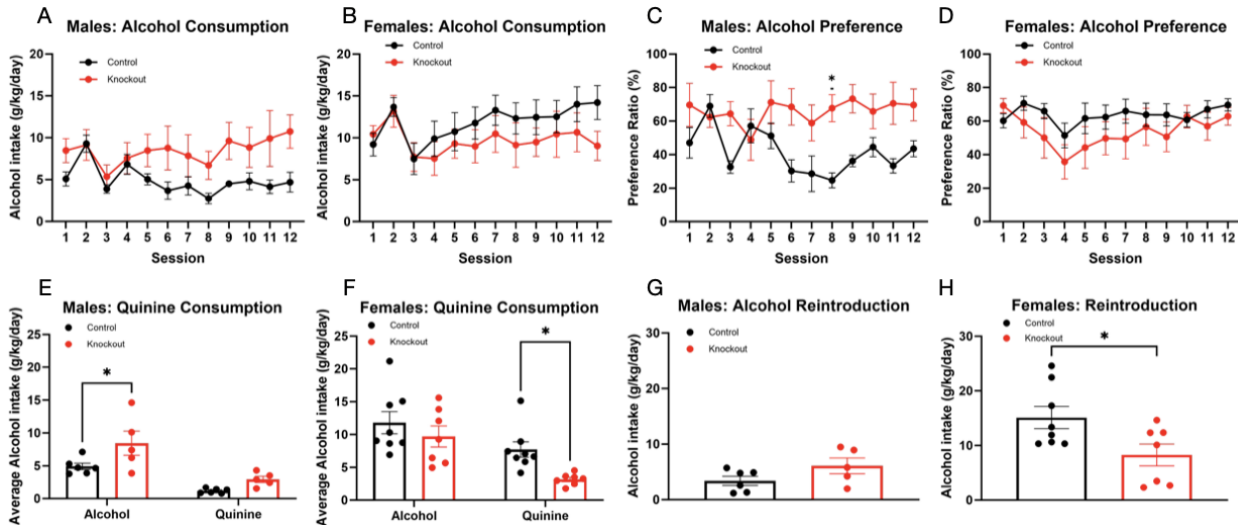 A
Males: Alcohol Consumption
Alcohol intake (g/kg/day)
20
15
10
5
0
Control
Knockout
1 2 3 4 5 6 7 8 9 10 11 12
Session
B
Females: Alcohol Consumption
Alcohol intake (g/kg/day)
20
15
10
5
0
Control
Knockout
1 2 3 4 5 6 7 8 9 10 11 12
Session
C
Males: Alcohol Preference
Preference Ratio (%)
100
80
60
40
20
0
Control
Knockout
*
1 2 3 4 5 6 7 8 9 10 11 12
Session
D
Females: Alcohol Preference
Preference Ratio (%)
100
80
60
40
20
0
Control
Knockout
1 2 3 4 5 6 7 8 9 10 11 12
Session
E
Males: Quinine Consumption
Average Alcohol intake (g/kg/day)
25
20
15
10
5
0
Control
Knockout
*
Alcohol Quinine
F
Females: Quinine Consumption
Average Alcohol intake (g/kg/day)
25
20
15
10
5
0
Control
Knockout
*
Alcohol Quinine
G
Males: Alcohol Reintroduction
Alcohol intake (g/kg/day)
30
20
10
0
Control
Knockout
H
Females: Reintroduction
Alcohol intake (g/kg/day)
30
20
10
0
Control
Knockout
*